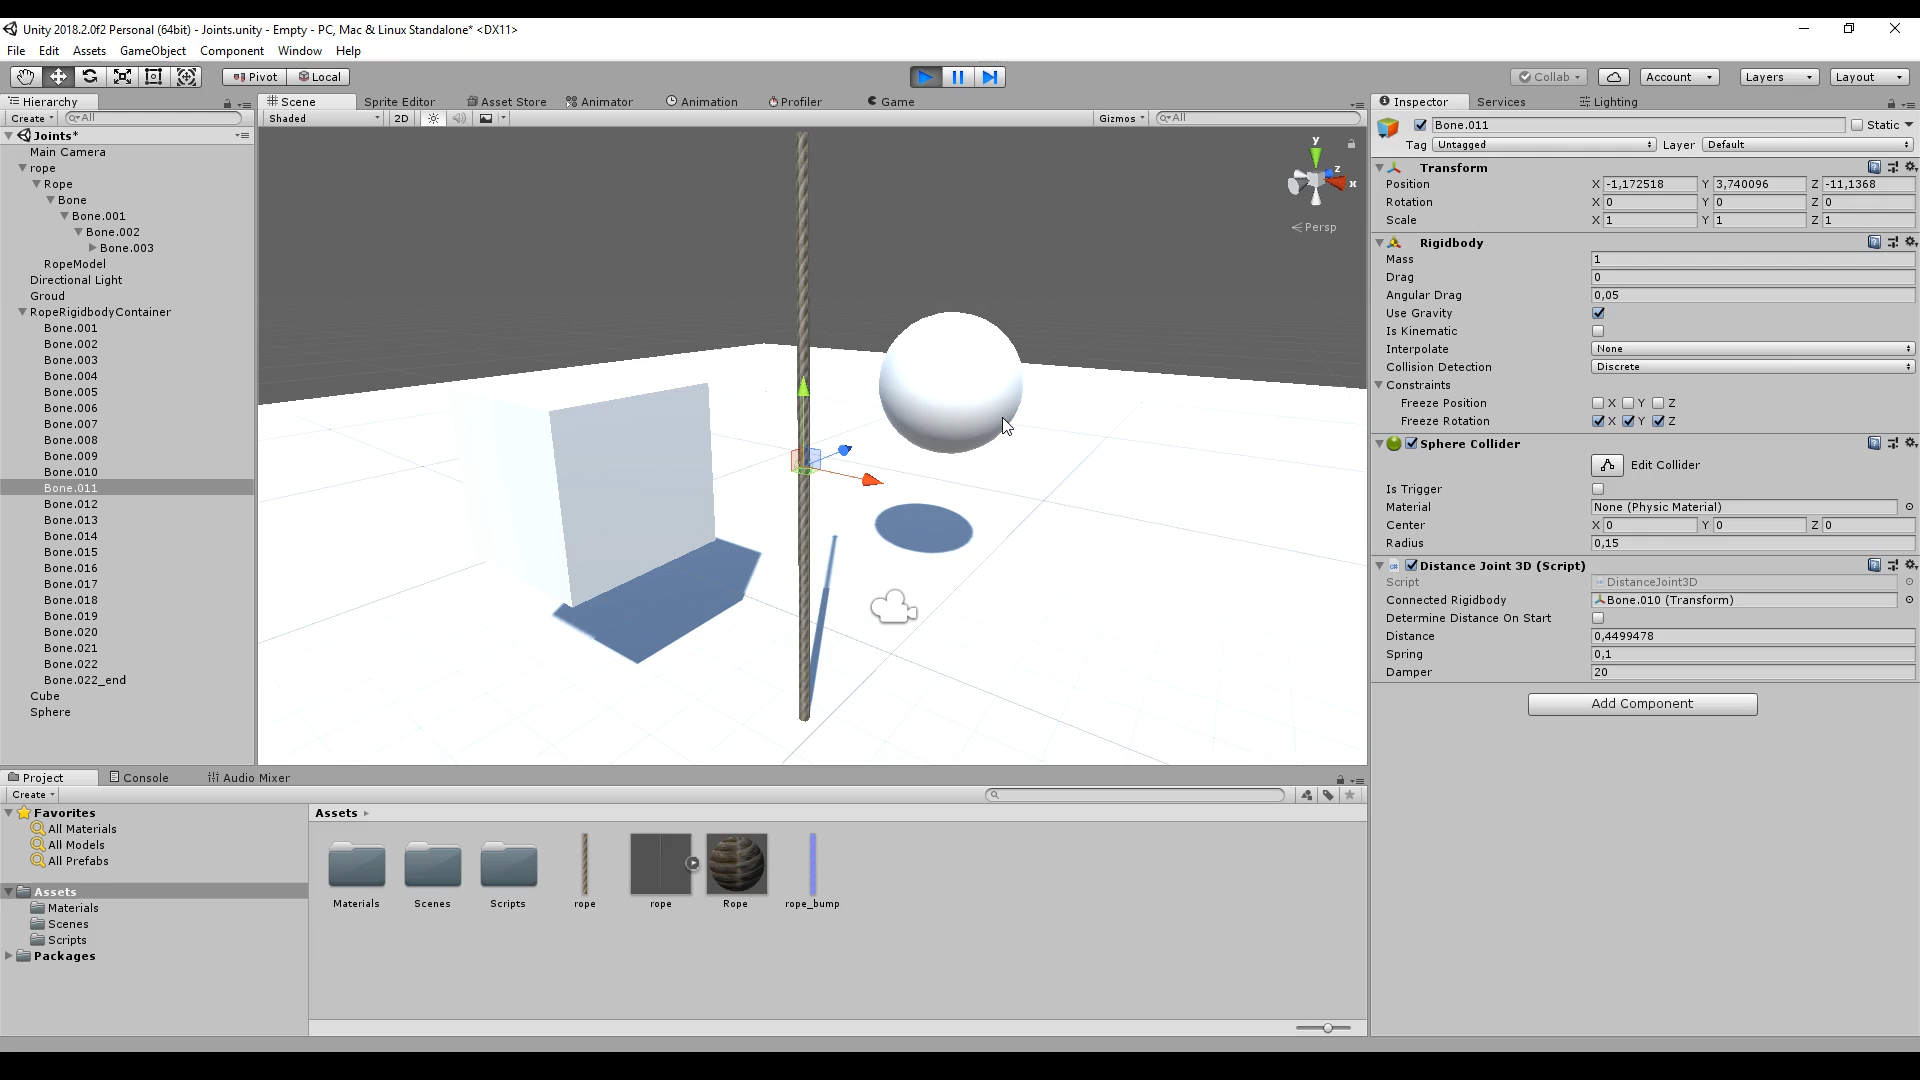 Unity 2018.2.0f2 Personal (64bit) - Joints.unity - Empty - PC, Mac & Linux Standalone* <DX11>
File Edit Assets GameObject Component Window Help
Pivot Local Collab Account Layers Layout
Hierarchy
Create All
Joints*
Main Camera
rope
Rope
Bone
Bone.001
Bone.002
Bone.003
RopeModel
Directional Light
Groud
RopeRigidbodyContainer
Bone.001
Bone.002
Bone.003
Bone.004
Bone.005
Bone.006
Bone.007
Bone.008
Bone.009
Bone.010
Bone.011
Bone.012
Bone.013
Bone.014
Bone.015
Bone.016
Bone.017
Bone.018
Bone.019
Bone.020
Bone.021
Bone.022
Bone.022_end
Cube
Sphere
Scene Sprite Editor Asset Store Animator Animation Profiler Game
Shaded 2D Gizmos All
y
z
x
Persp
Inspector Services Lighting
Bone.011 Static
Tag Untagged Layer Default
Transform
Position X -1,172518 Y 3,740096 Z -11,1368
Rotation X 0 Y 0 Z 0
Scale X 1 Y 1 Z 1
Rigidbody
Mass 1
Drag 0
Angular Drag 0,05
Use Gravity
Is Kinematic
Interpolate None
Collision Detection Discrete
Constraints
Freeze Position X Y Z
Freeze Rotation X Y Z
Sphere Collider
Edit Collider
Is Trigger
Material None (Physic Material)
Center X 0 Y 0 Z 0
Radius 0,15
Distance Joint 3D (Script)
Script DistanceJoint3D
Connected Rigidbody Bone.010 (Transform)
Determine Distance On Start
Distance 0,4499478
Spring 0,1
Damper 20
Add Component
Project Console Audio Mixer
Create
Favorites
All Materials
All Models
All Prefabs
Assets
Materials
Scenes
Scripts
Packages
Assets
Materials Scenes Scripts rope rope Rope rope_bump